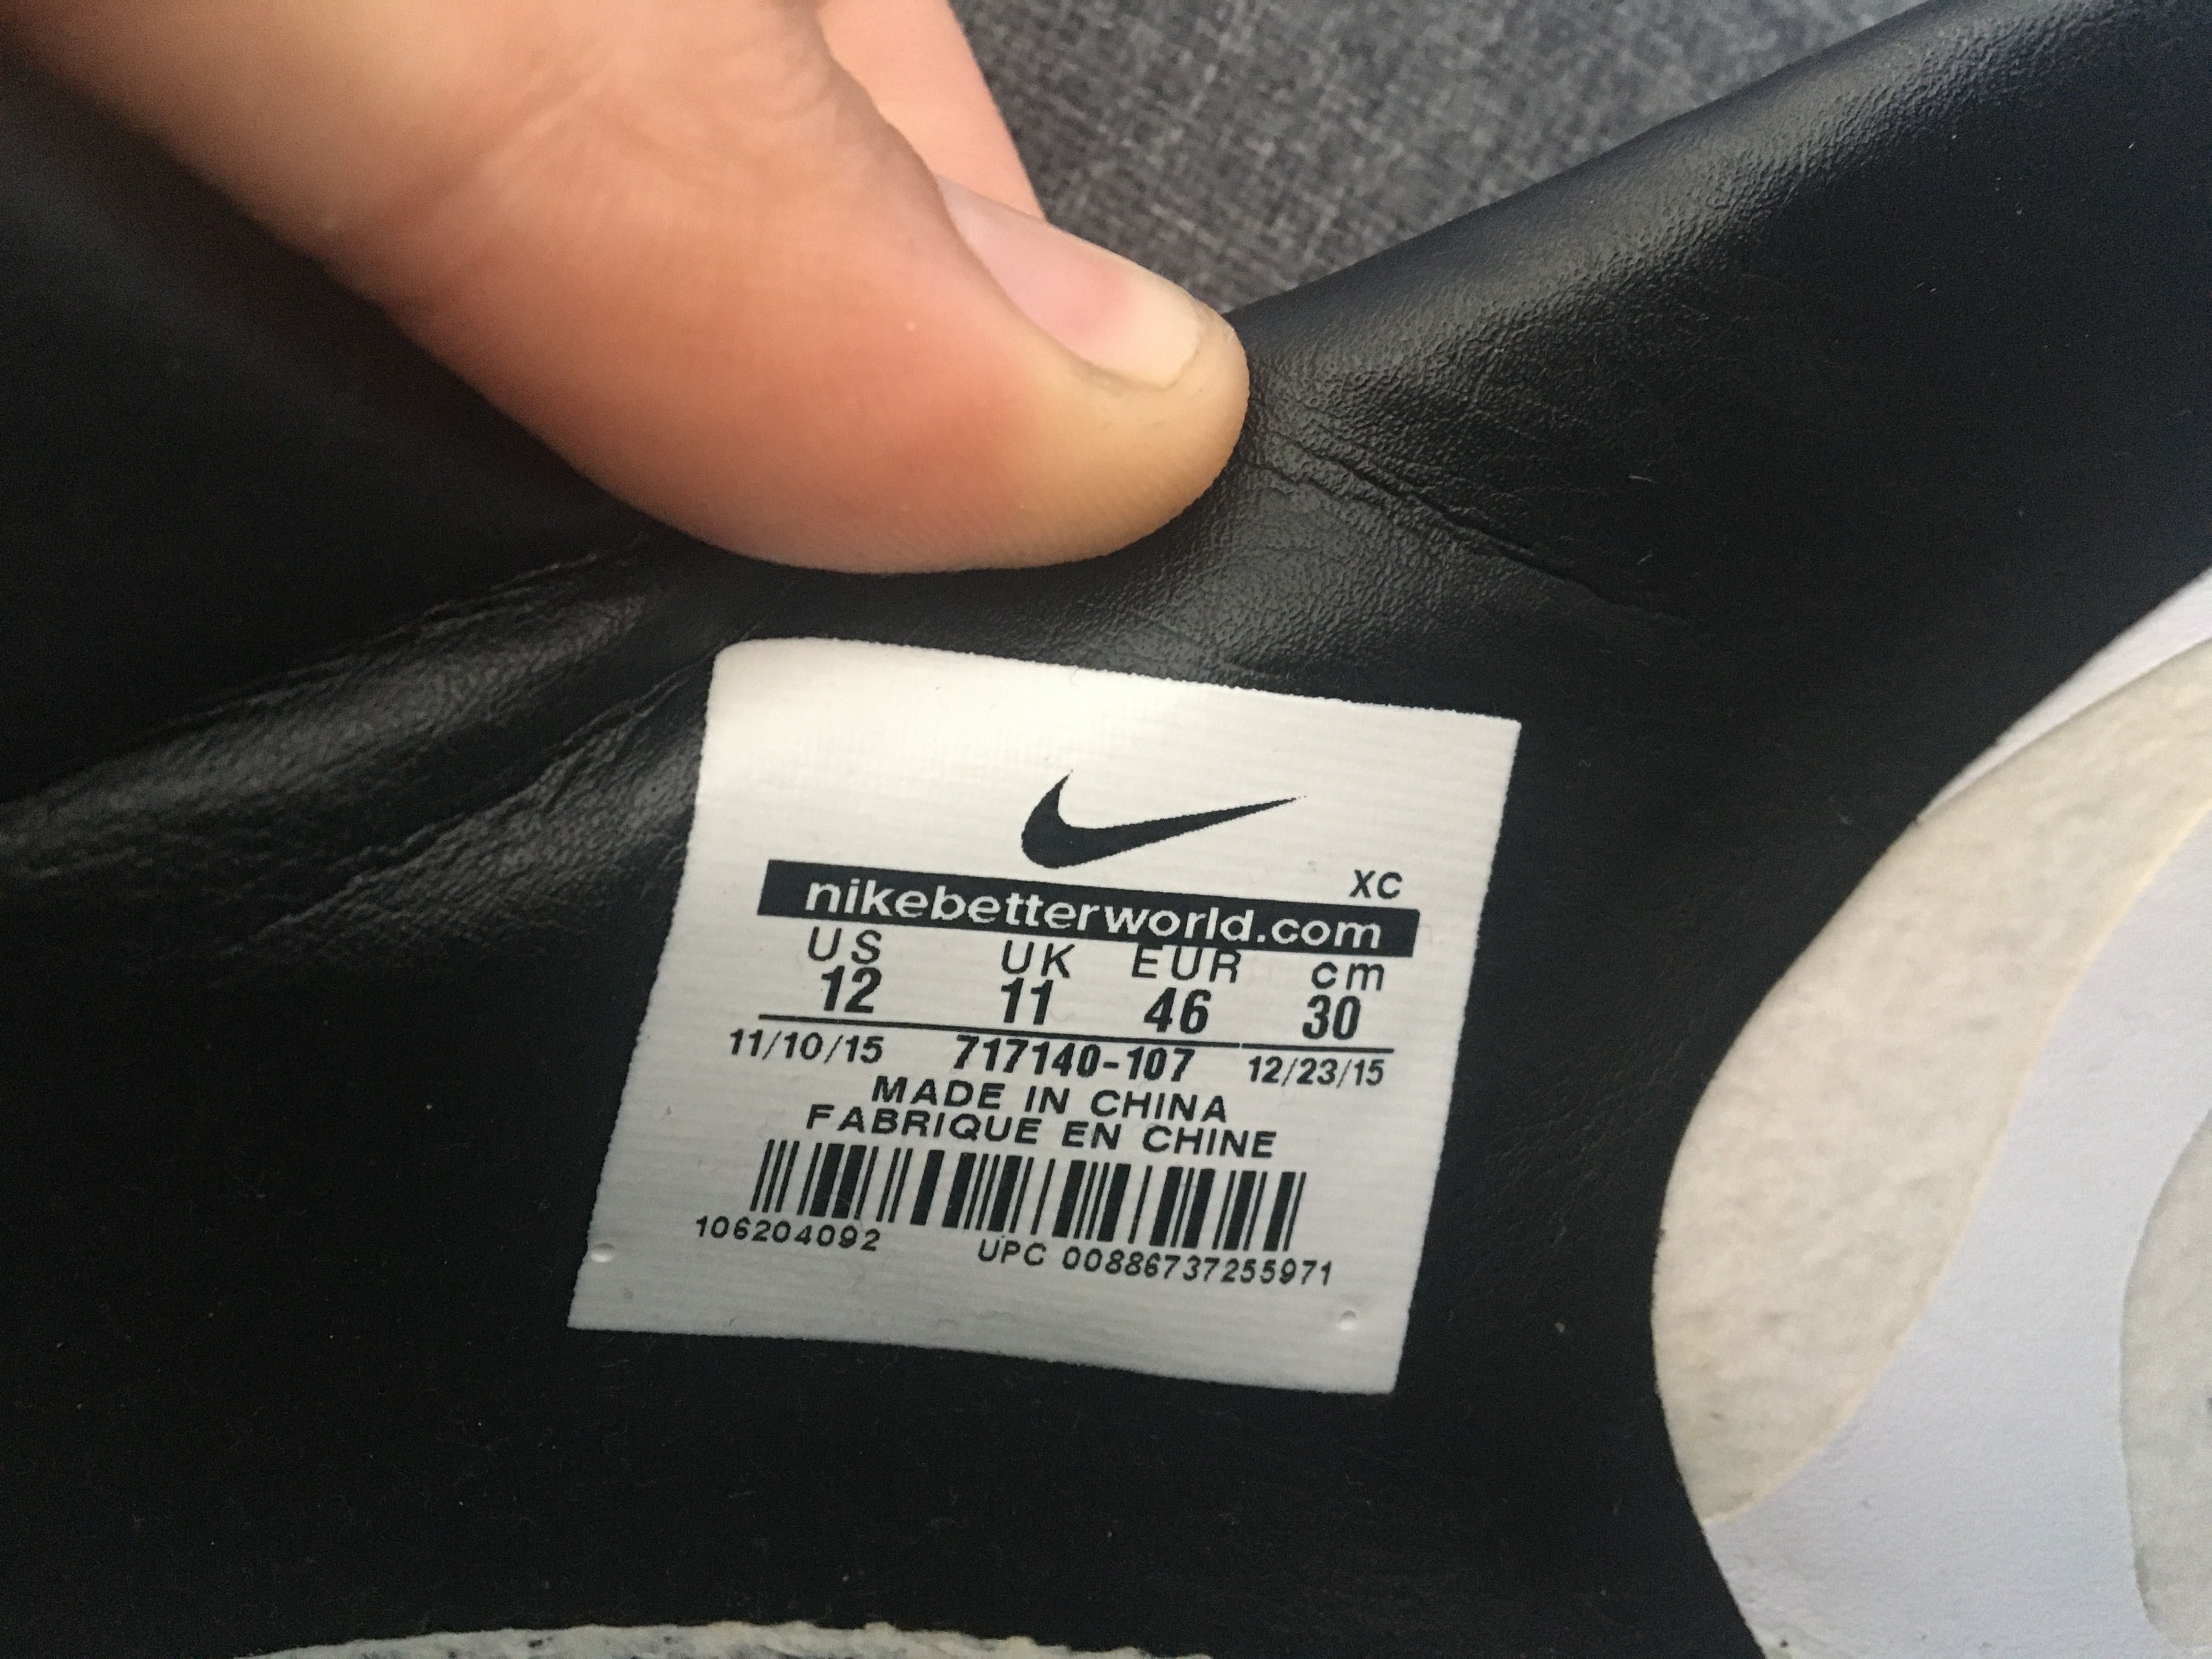 XC
nikebetterworld.com
US UK EUR cm
12 11 46 30
11/10/15 717140-107 12/23/15
MADE IN CHINA
FABRIQUE EN CHINE
106204092 UPC 00886737255971